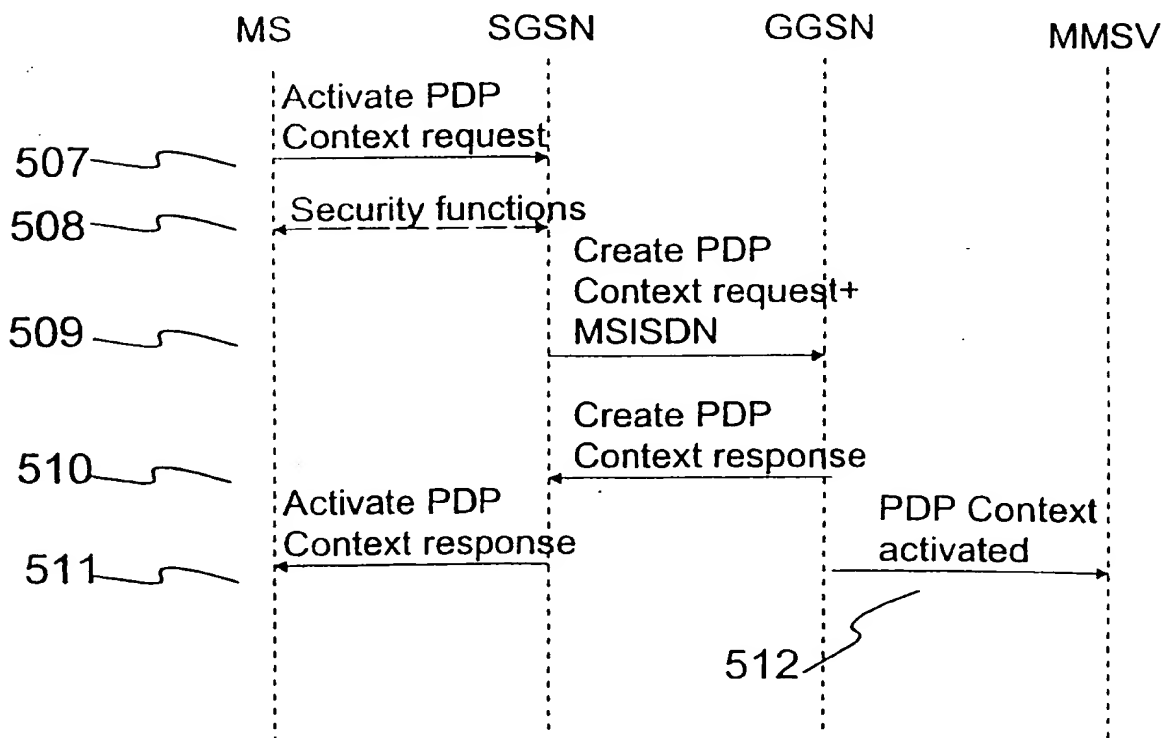 MS SGSN GGSN MMSV
Activate PDP
Context request
507
Security functions
508
Create PDP
Context request+
MSISDN
509
Create PDP
Context response
510
Activate PDP
Context response
511
PDP Context
activated
512